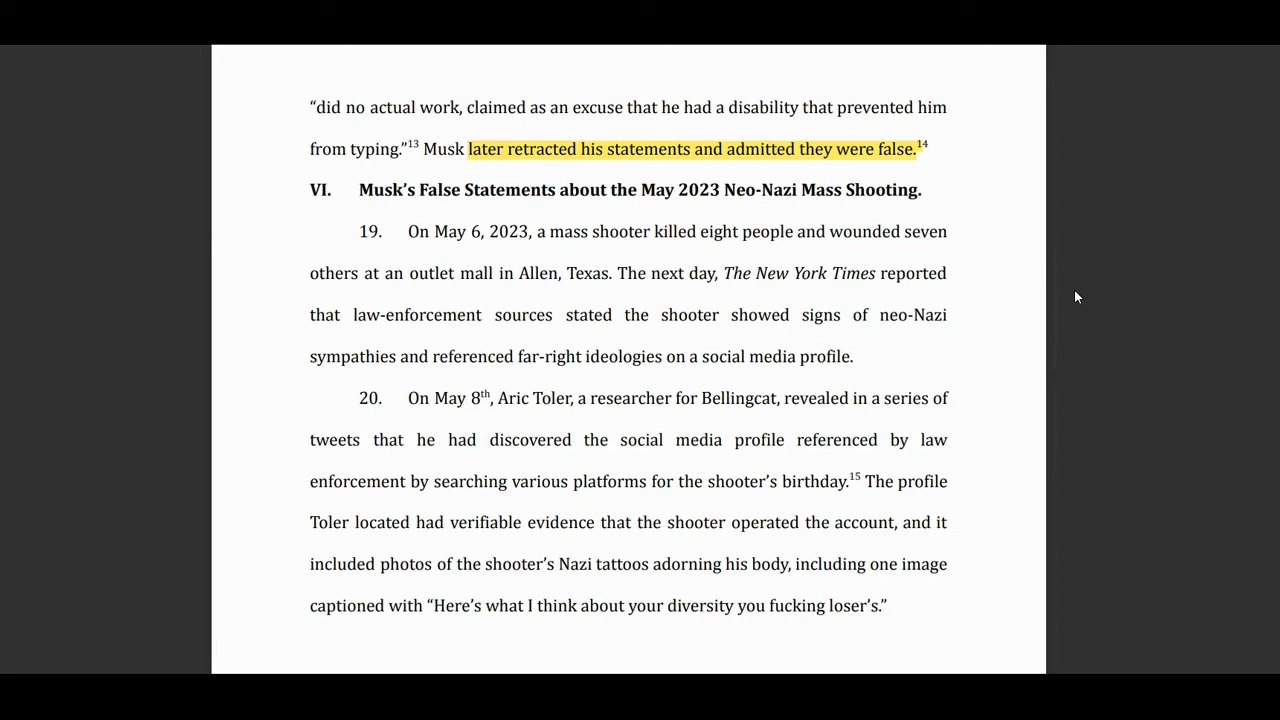 “did no actual work, claimed as an excuse that he had a disability that prevented him
from typing.”13 Musk later retracted his statements and admitted they were false.14
VI. Musk’s False Statements about the May 2023 Neo-Nazi Mass Shooting.
19. On May 6, 2023, a mass shooter killed eight people and wounded seven
others at an outlet mall in Allen, Texas. The next day, The New York Times reported
that law-enforcement sources stated the shooter showed signs of neo-Nazi
sympathies and referenced far-right ideologies on a social media profile.
20. On May 8th, Aric Toler, a researcher for Bellingcat, revealed in a series of
tweets that he had discovered the social media profile referenced by law
enforcement by searching various platforms for the shooter’s birthday.15 The profile
Toler located had verifiable evidence that the shooter operated the account, and it
included photos of the shooter’s Nazi tattoos adorning his body, including one image
captioned with “Here’s what I think about your diversity you fucking loser’s.”